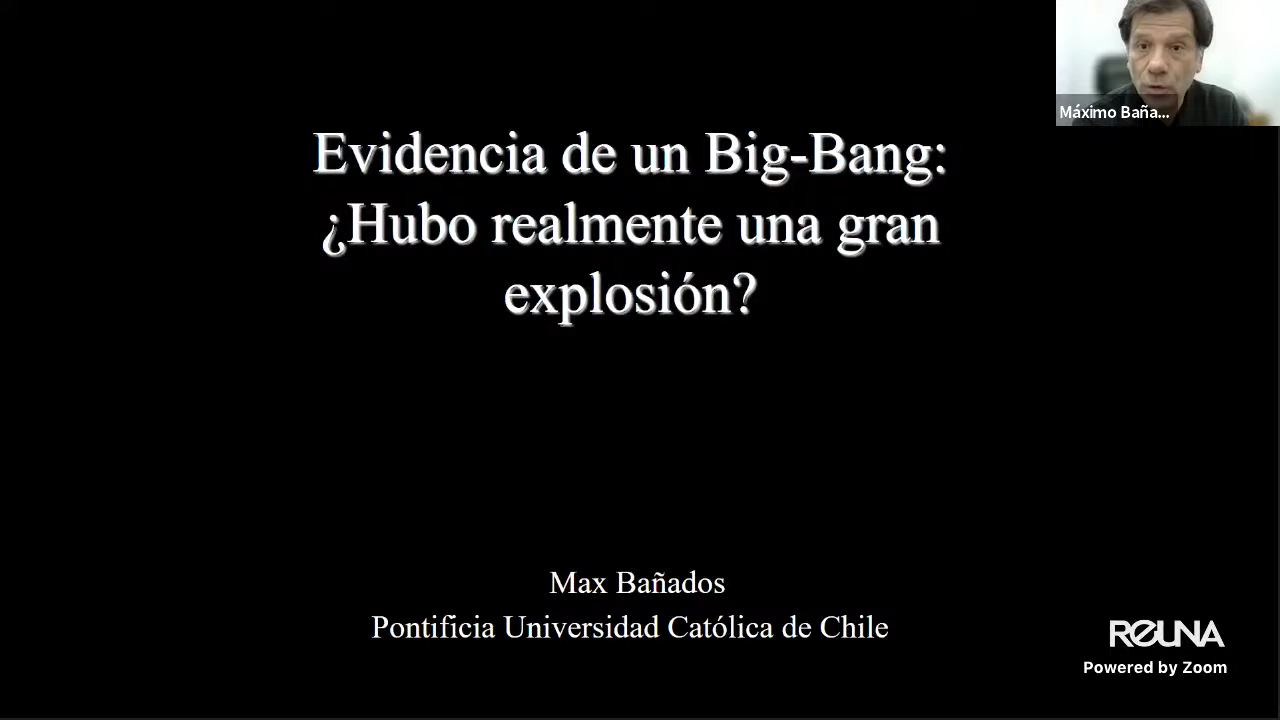 Máximo Baña...
Evidencia de un Big-Bang:
¿Hubo realmente una gran
explosión?
Max Bañados
Pontificia Universidad Católica de Chile
REUNA
Powered by Zoom